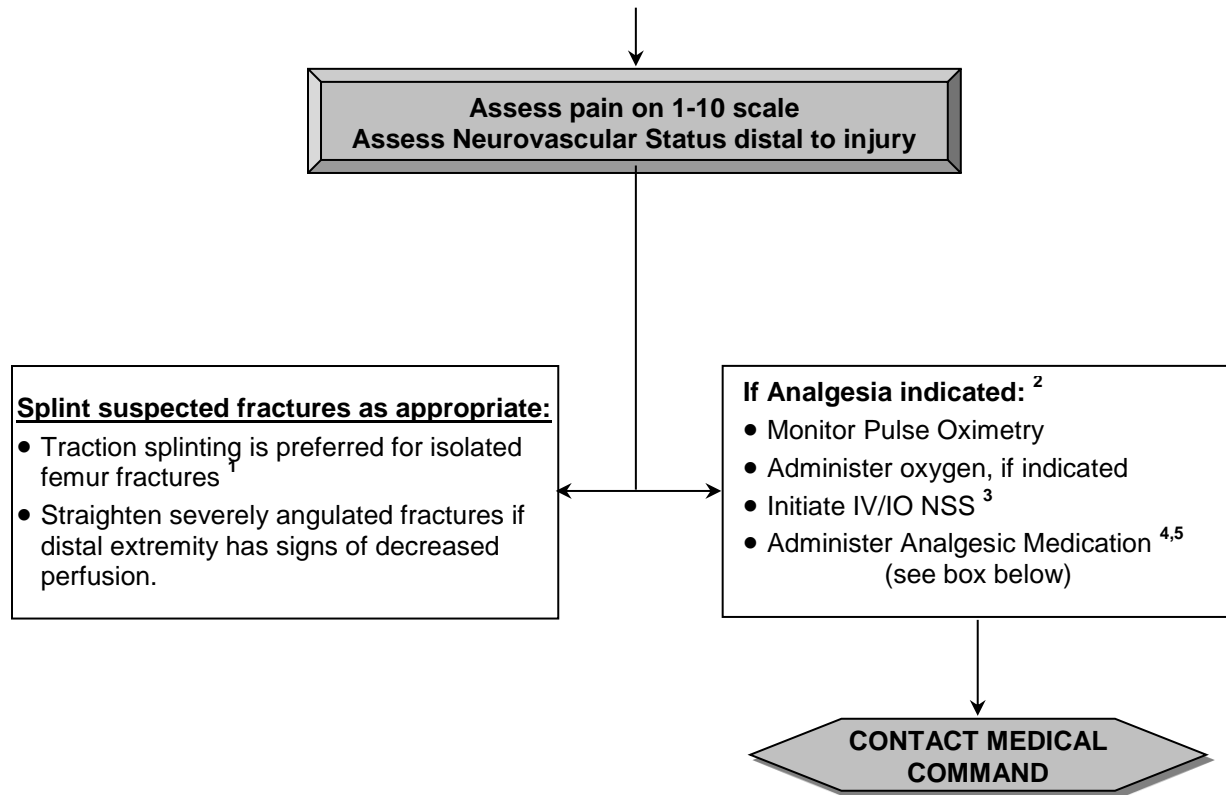 Assess pain on 1-10 scale
Assess Neurovascular Status distal to injury
Splint suspected fractures as appropriate:
• Traction splinting is preferred for isolated
femur fractures 1
• Straighten severely angulated fractures if
distal extremity has signs of decreased
perfusion.
If Analgesia indicated: 2
• Monitor Pulse Oximetry
• Administer oxygen, if indicated
• Initiate IV/IO NSS 3
• Administer Analgesic Medication 4,5
(see box below)
CONTACT MEDICAL
COMMAND